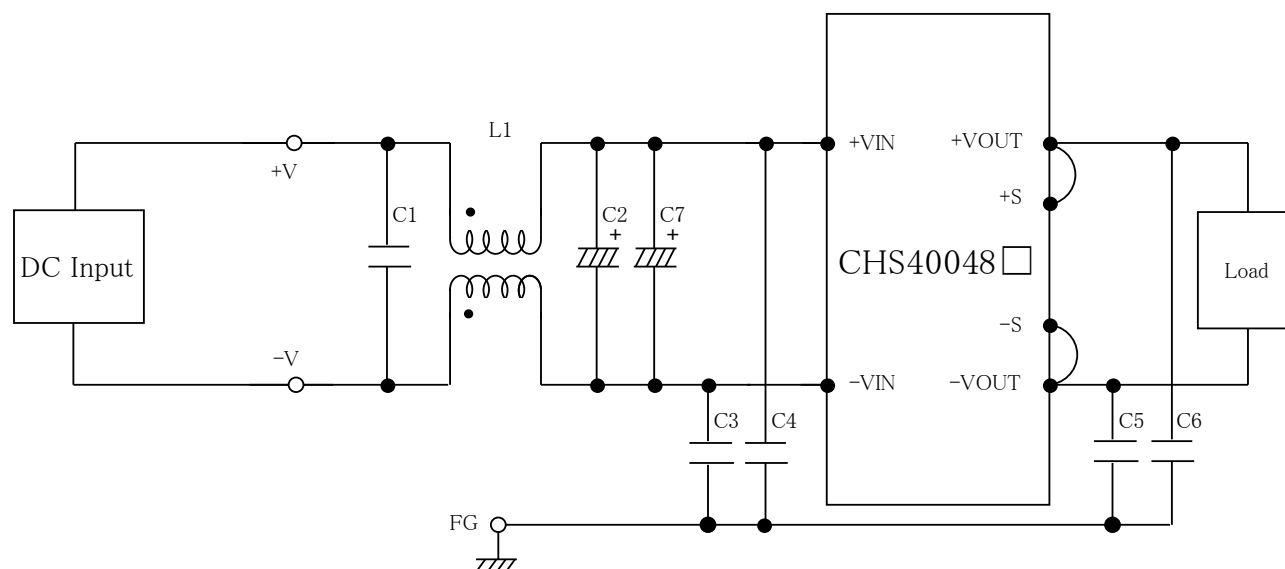 L1
+V
C1
C2
+
C7
+
DC Input
-V
+VIN
+VOUT
+S
CHS40048□
-S
-VIN
-VOUT
Load
C3
C4
C5
C6
FG